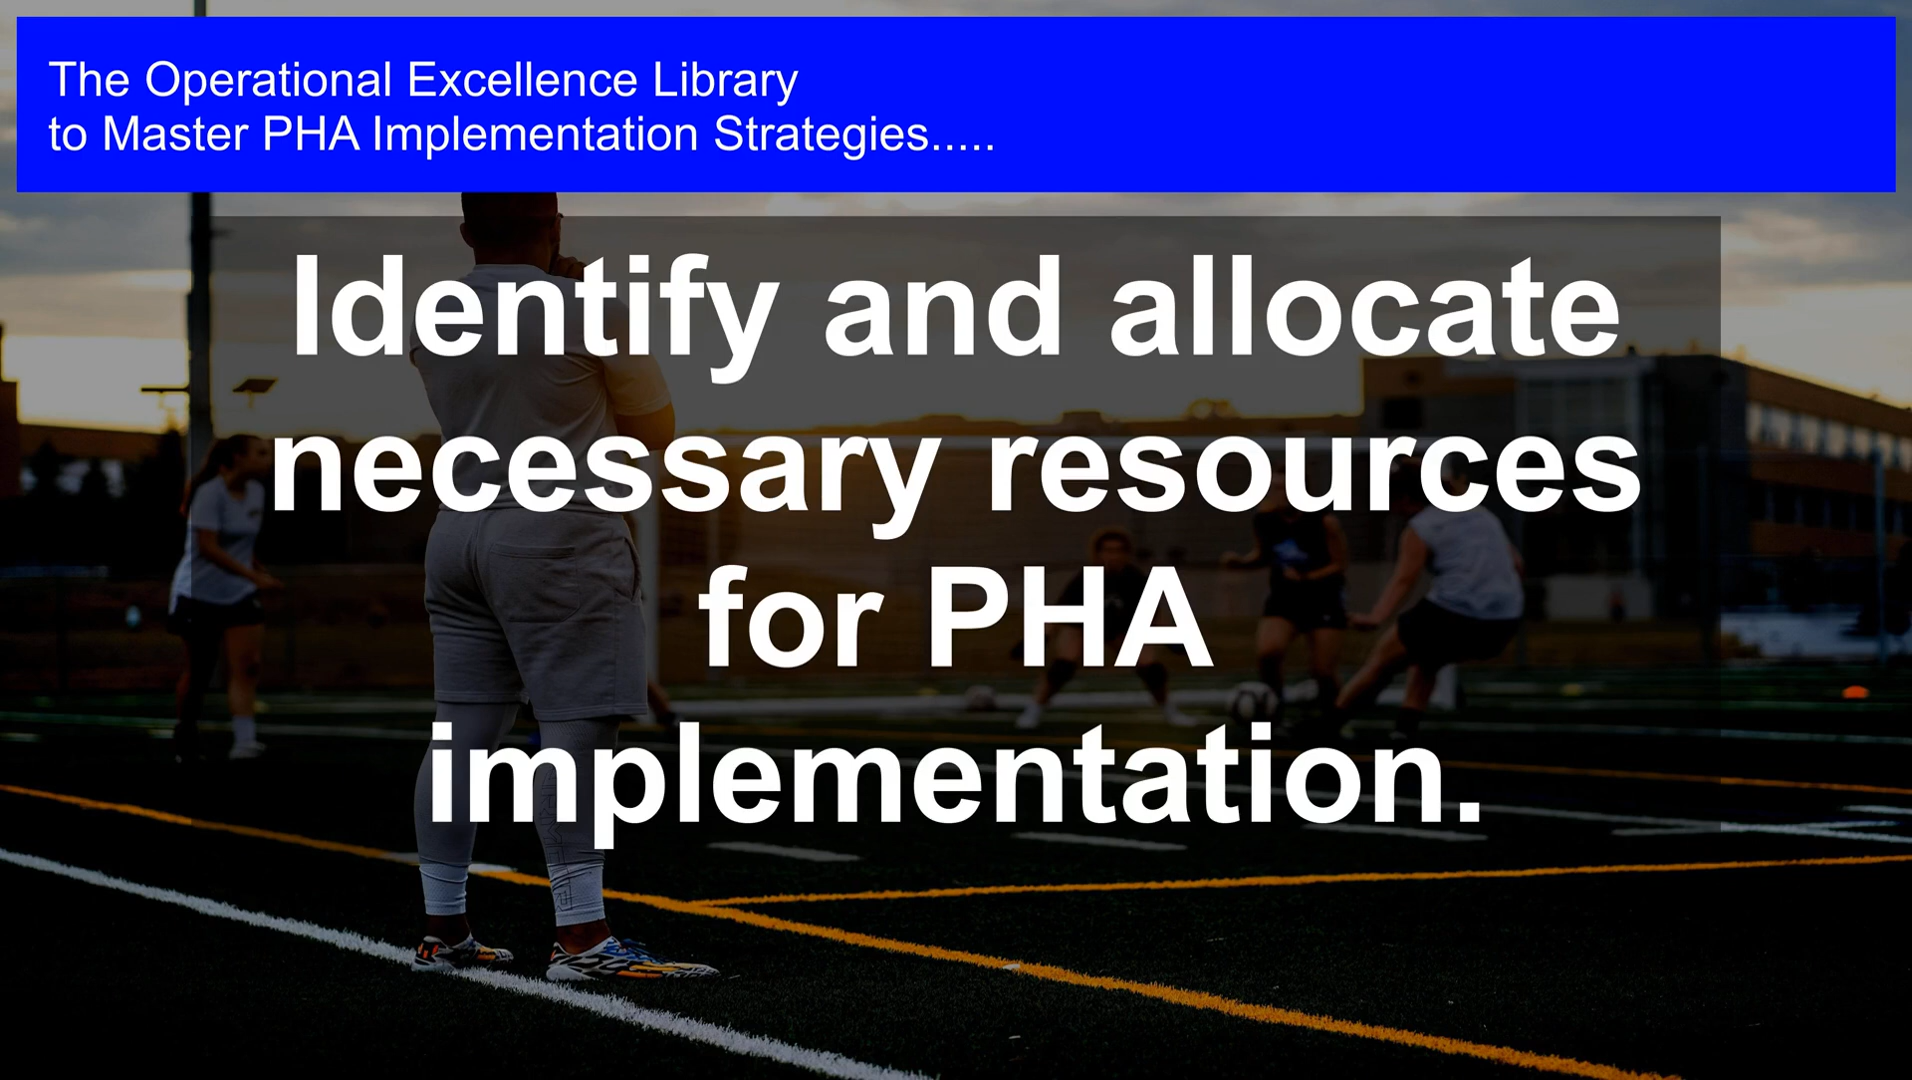 The Operational Excellence Library
to Master PHA Implementation Strategies.....
Identify and allocate
necessary resources
for PHA
implementation.